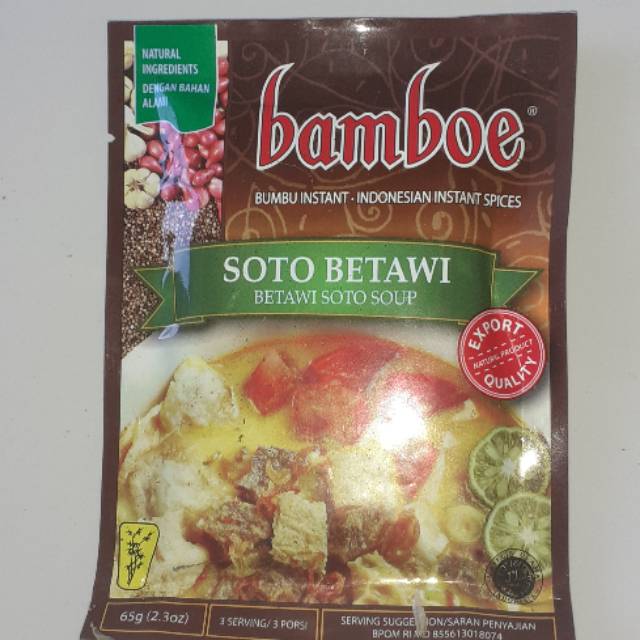 NATURAL
INGREDIENTS
DENGAN BAHAN
ALAMI
bamboe®
BUMBU INSTANT · INDONESIAN INSTANT SPICES
SOTO BETAWI
BETAWI SOTO SOUP
EXPORT
NATURAL PRODUCT
QUALITY
65g (2.3oz)
3 SERVING/ 3 PORSI
SERVING SUGGESTION/SARAN PENYAJIAN
BPOM RI MD 855613018074